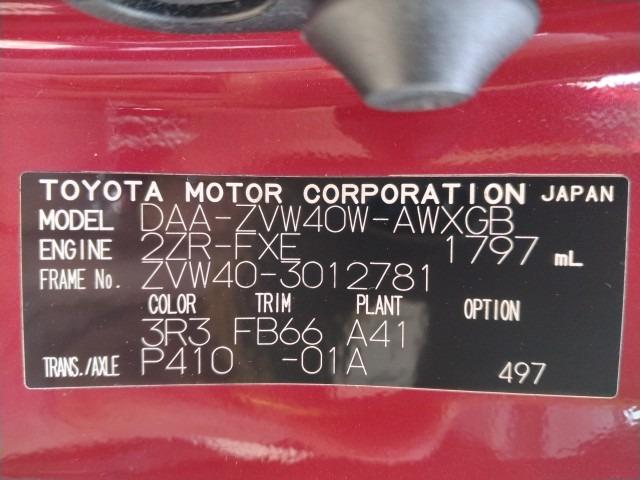 TOYOTA MOTOR CORPORATION JAPAN
MODEL DAA-ZVW40W-AWXGB
ENGINE 2ZR-FXE 1797 mL
FRAME No. ZVW40-3012781
COLOR TRIM PLANT OPTION
3R3 FB66 A41
TRANS./AXLE P410 -01A 497